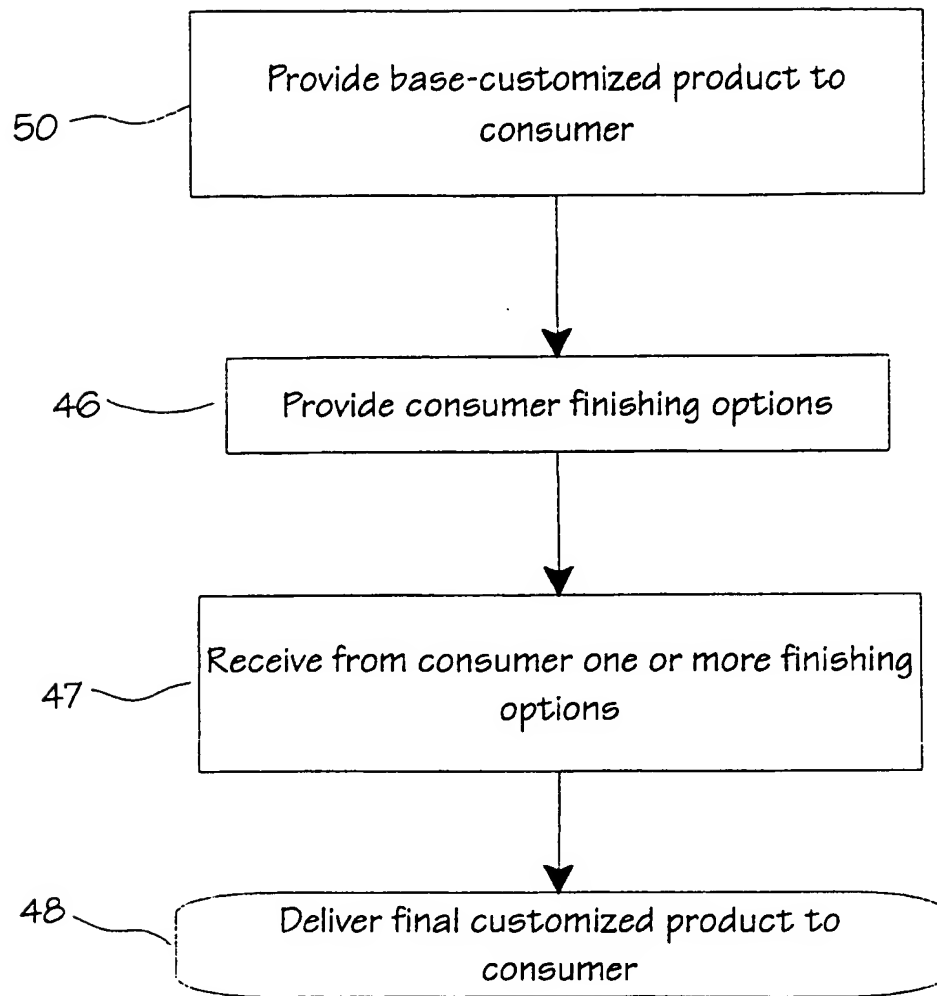 Provide base-customized product to
consumer
50
Provide consumer finishing options
46
Receive from consumer one or more finishing
options
47
Deliver final customized product to
consumer
48